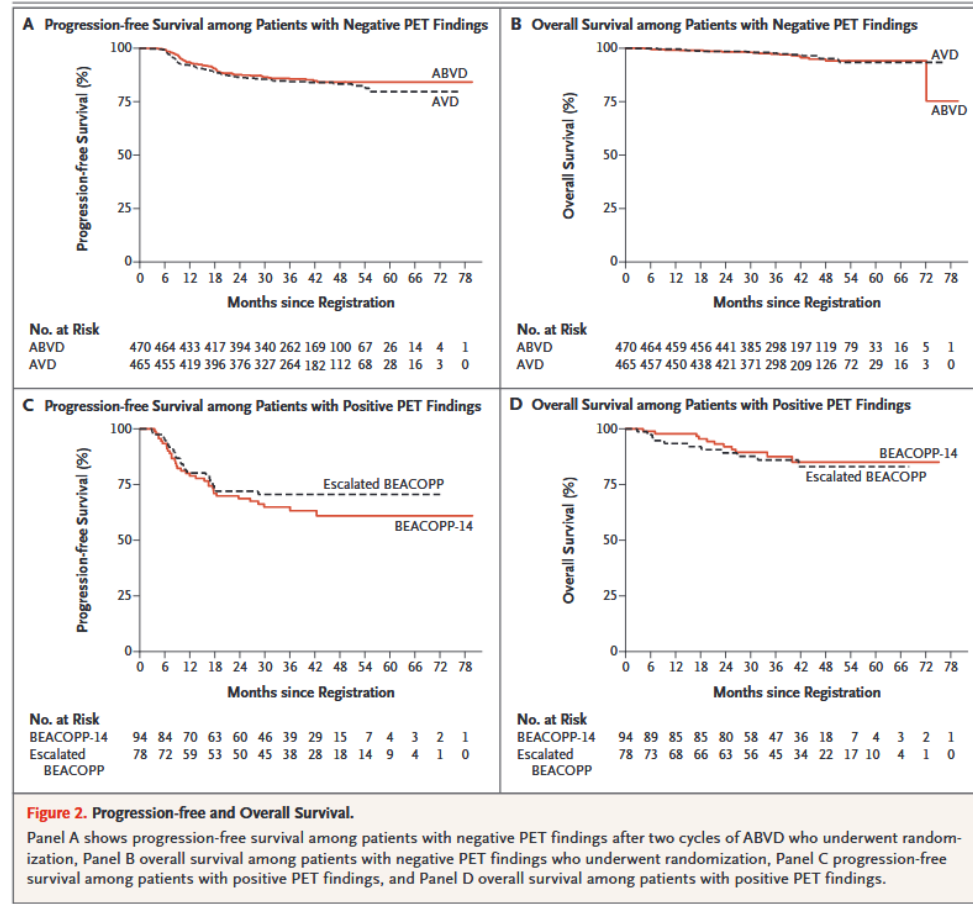 A Progression-free Survival among Patients with Negative PET Findings
Progression-free Survival (%)
100
75
50
25
0
ABVD
AVD
0 6 12 18 24 30 36 42 48 54 60 66 72 78
Months since Registration
No. at Risk
ABVD 470 464 433 417 394 340 262 169 100 67 26 14 4 1
AVD 465 455 419 396 376 327 264 182 112 68 28 16 3 0
B Overall Survival among Patients with Negative PET Findings
Overall Survival (%)
100
75
50
25
0
AVD
ABVD
0 6 12 18 24 30 36 42 48 54 60 66 72 78
Months since Registration
No. at Risk
ABVD 470 464 459 456 441 385 298 197 119 79 33 16 5 1
AVD 465 457 450 438 421 371 298 209 126 72 29 16 3 0
C Progression-free Survival among Patients with Positive PET Findings
Progression-free Survival (%)
100
75
50
25
0
Escalated BEACOPP
BEACOPP-14
0 6 12 18 24 30 36 42 48 54 60 66 72 78
Months since Registration
No. at Risk
BEACOPP-14 94 84 70 63 60 46 39 29 15 7 4 3 2 1
Escalated 78 72 59 53 50 45 38 28 18 14 9 4 1 0
BEACOPP
D Overall Survival among Patients with Positive PET Findings
Overall Survival (%)
100
75
50
25
0
BEACOPP-14
Escalated BEACOPP
0 6 12 18 24 30 36 42 48 54 60 66 72 78
Months since Registration
No. at Risk
BEACOPP-14 94 89 85 85 80 58 47 36 18 7 4 3 2 1
Escalated 78 73 68 66 63 56 45 34 22 17 10 4 1 0
BEACOPP
Figure 2. Progression-free and Overall Survival.
Panel A shows progression-free survival among patients with negative PET findings after two cycles of ABVD who underwent random-
ization, Panel B overall survival among patients with negative PET findings who underwent randomization, Panel C progression-free
survival among patients with positive PET findings, and Panel D overall survival among patients with positive PET findings.